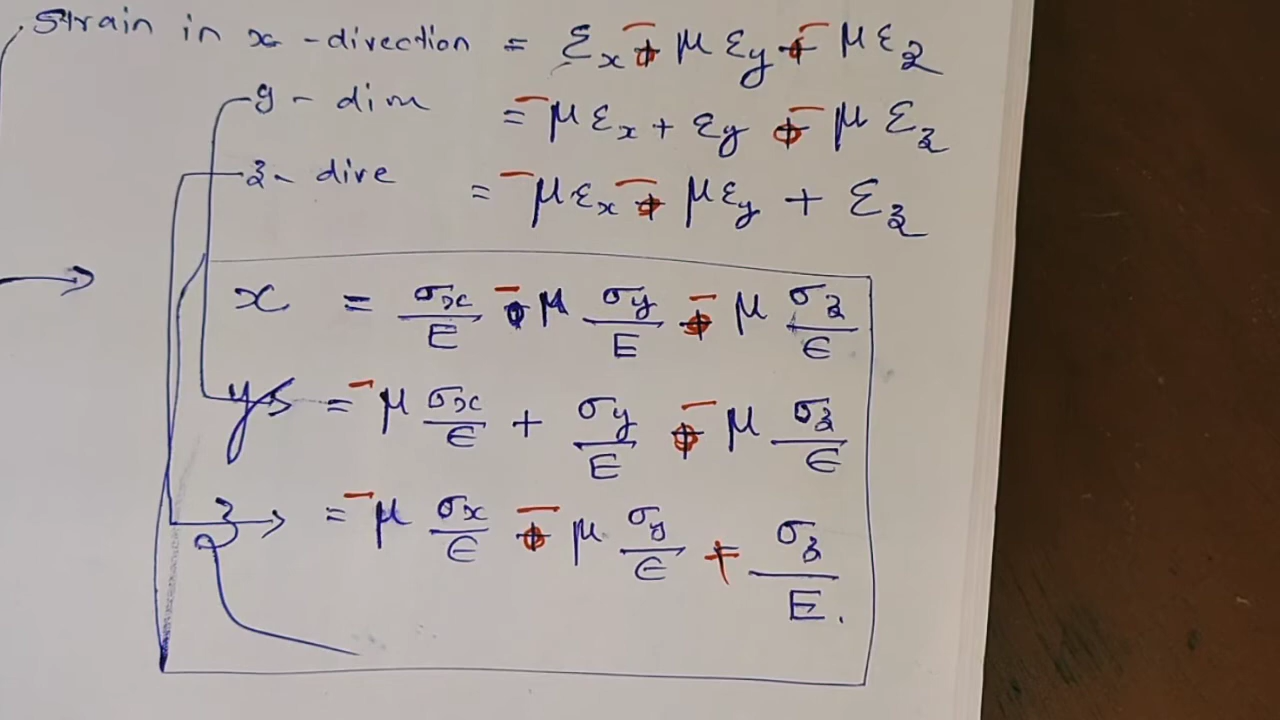 Strain in x - direction = εx - μ εy - μ εz
y - dirn = - μ εx + εy - μ εz
z - dire = - μ εx - μ εy + εz
x = σx/E - μ σy/E - μ σz/E
y = - μ σx/E + σy/E - μ σz/E
z → = - μ σx/E - μ σy/E + σz/E.